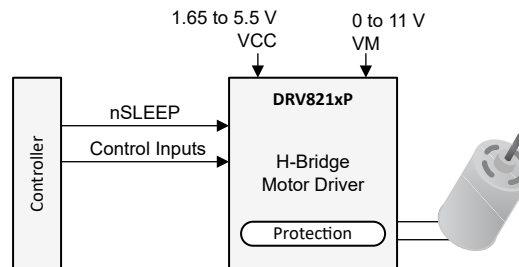 1.65 to 5.5 V
VCC
0 to 11 V
VM
DRV821xP
nSLEEP
Control Inputs
Controller
H-Bridge
Motor Driver
Protection